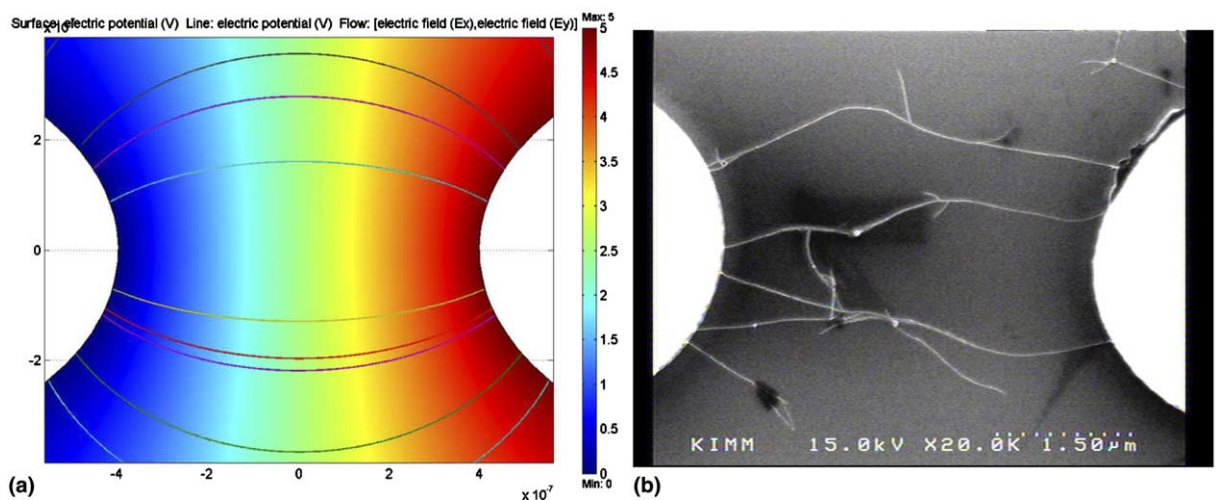 Surface: electric potential (V) Line: electric potential (V) Flow: [electric field (Ex),electric field (Ey)]
Max: 5
5
4.5
4
3.5
3
2.5
2
1.5
1
0.5
0
Min: 0
2
0
-2
-4 -2 0 2 4
x 10⁻⁷
(a)
KIMM 15.0kV X20.0K 1.50µm
(b)